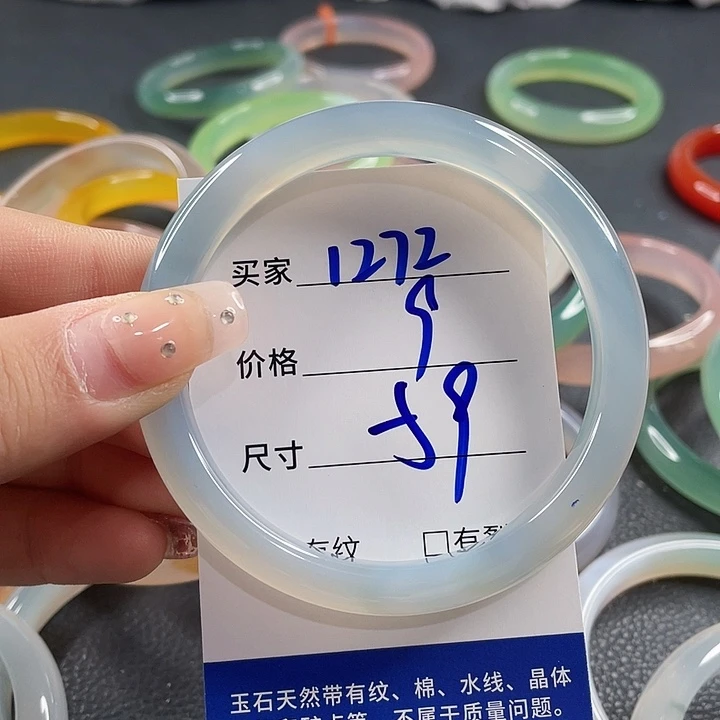 买家 1272
价格 5
尺寸 59
有纹 □有裂
玉石天然带有纹、棉、水线、晶体
不属于质量问题。